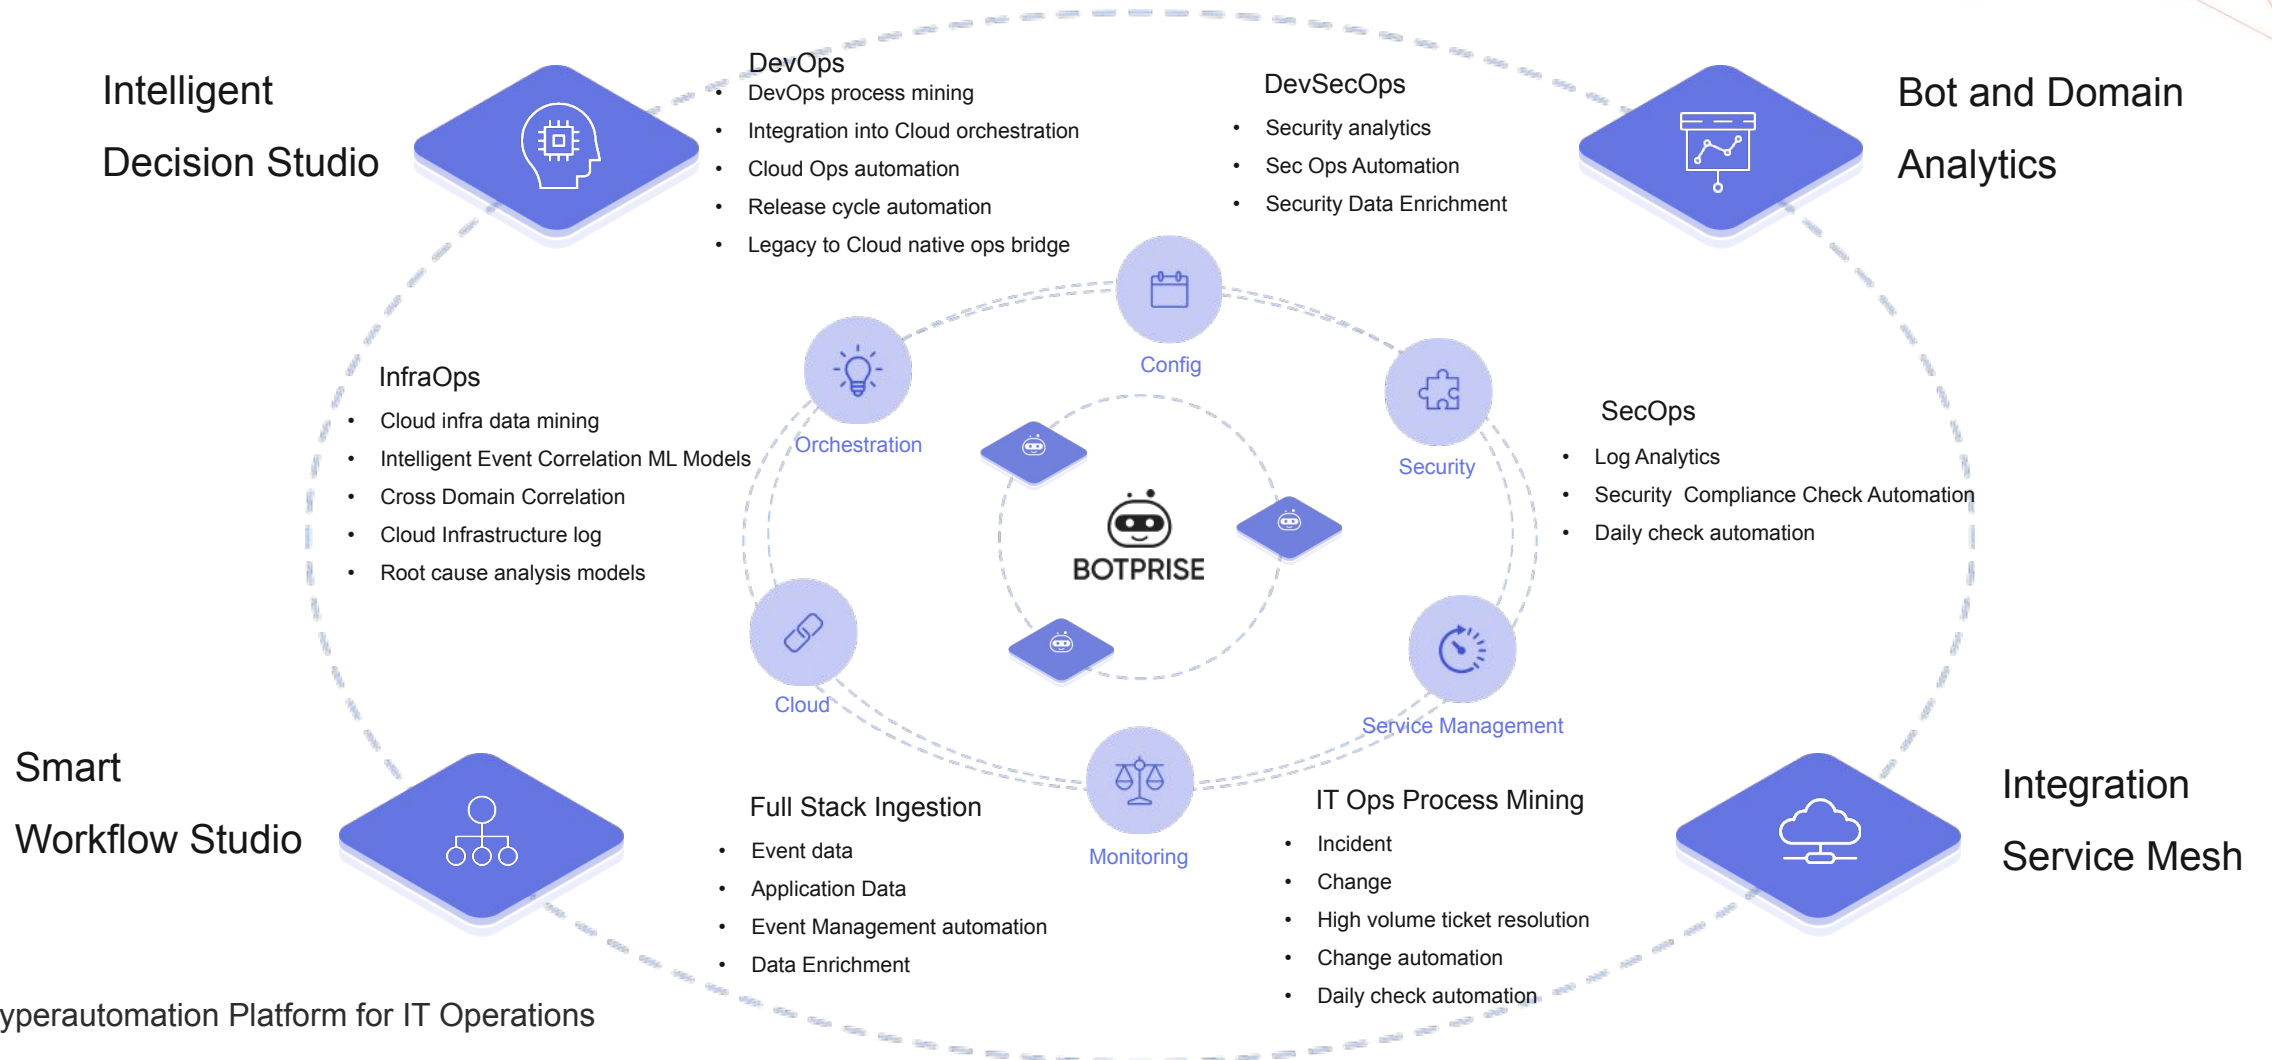 Intelligent
Decision Studio
DevOps
• DevOps process mining
• Integration into Cloud orchestration
• Cloud Ops automation
• Release cycle automation
• Legacy to Cloud native ops bridge
DevSecOps
• Security analytics
• Sec Ops Automation
• Security Data Enrichment
Bot and Domain
Analytics
Config
Orchestration
Security
InfraOps
• Cloud infra data mining
• Intelligent Event Correlation ML Models
• Cross Domain Correlation
• Cloud Infrastructure log
• Root cause analysis models
BOTPRISE
SecOps
• Log Analytics
• Security Compliance Check Automation
• Daily check automation
Cloud
Service Management
Monitoring
Smart
Workflow Studio
Full Stack Ingestion
• Event data
• Application Data
• Event Management automation
• Data Enrichment
IT Ops Process Mining
• Incident
• Change
• High volume ticket resolution
• Change automation
• Daily check automation
Integration
Service Mesh
yperautomation Platform for IT Operations